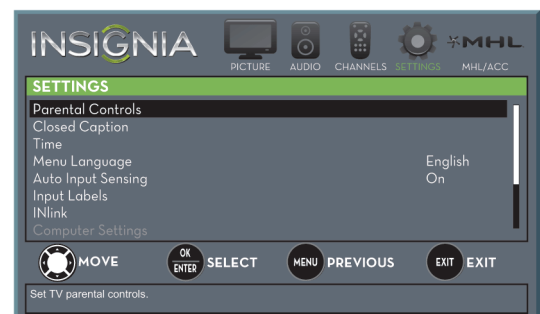 INSIGNIA
PICTURE AUDIO CHANNELS SETTINGS MHL MHL/ACC
SETTINGS
Parental Controls
Closed Caption
Time
Menu Language English
Auto Input Sensing On
Input Labels
INlink
Computer Settings
MOVE OK ENTER SELECT MENU PREVIOUS EXIT EXIT
Set TV parental controls.